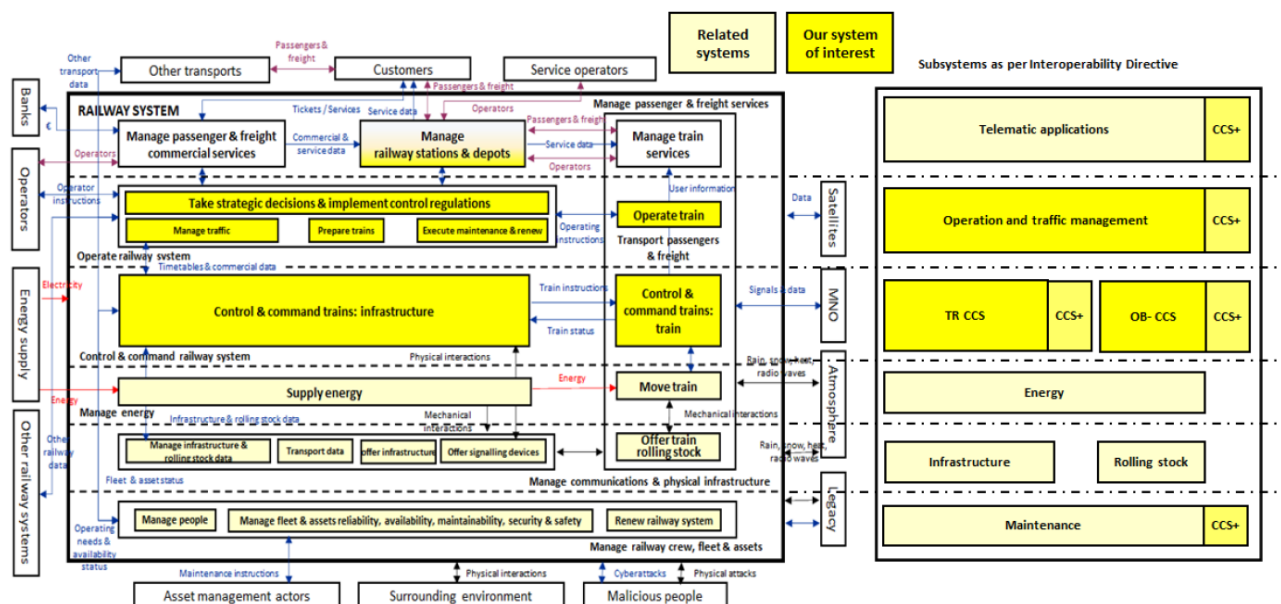 Related
systems
Our system
of interest
Subsystems as per Interoperability Directive
Other
transport
data
Passengers &
freight
Other transports
Customers
Service operators
Passengers & freight
Banks
€
RAILWAY SYSTEM
Tickets / Services
Service data
Operators
Manage passenger & freight services
Manage passenger & freight
commercial services
Commercial &
service data
Manage
railway stations & depots
Passengers & freigh
Service data
Operators
Manage train
services
Operators
Operators
Operator
instructions
User information
Take strategic decisions & implement control regulations
Manage traffic
Prepare trains
Execute maintenance & renew
Operate train
Operating
instructions
Transport passengers
& freight
Operate railway system
Data
Satellites
Timetables & commercial data
Energy supply
Electricity
Control & command trains: infrastructure
Train instructions
Train status
Control &
command trains:
train
Signals & data
MNO
Control & command railway system
Physical interactions
Rain, snow, heat,
radio waves
Supply energy
Energy
Move train
Energy
Manage energy
Atmosphere
Infrastructure & rolling stock data
Mechanical
interactions
Mechanical interactions
Other railway systems
Other
railway
data
Manage infrastructure &
rolling stock data
Transport data
offer infrastructure
Offer signalling devices
Offer train
rolling stock
Rain, snow, heat,
radio waves
Fleet & asset status
Manage communications & physical infrastructure
Legacy
Manage people
Manage fleet & assets reliability, availability, maintainability, security & safety
Renew railway system
Operating
needs &
availability
status
Manage railway crew, fleet & assets
Maintenance instructions
Physical interactions
Cyberattacks
Physical attacks
Asset management actors
Surrounding environment
Malicious people
Telematic applications
CCS+
Operation and traffic management
CCS+
TR CCS
CCS+
OB- CCS
CCS+
Energy
Infrastructure
Rolling stock
Maintenance
CCS+